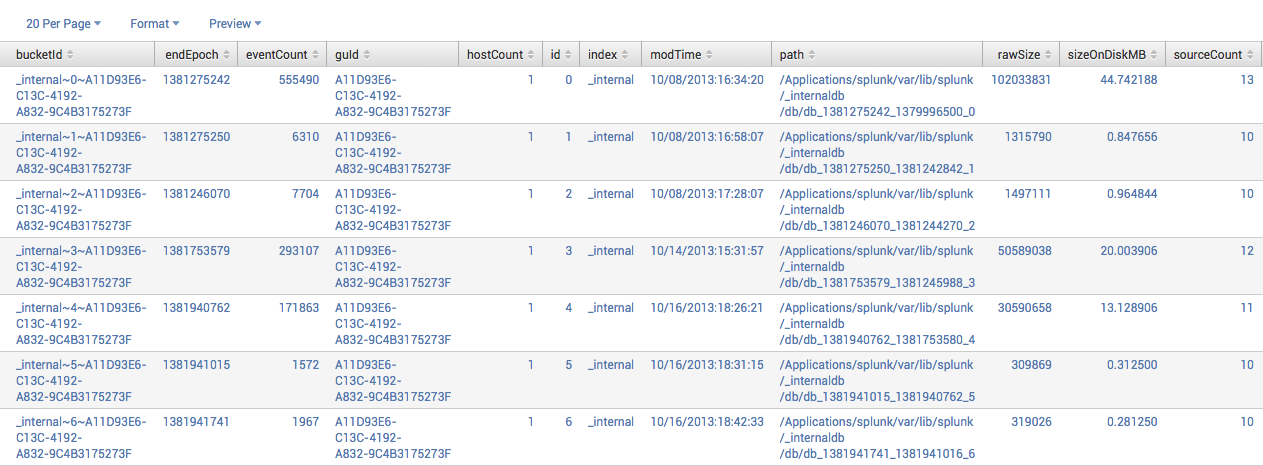 20 Per Page Format Preview
bucketId endEpoch eventCount guId hostCount id index modTime path rawSize sizeOnDiskMB sourceCount
_internal~0~A11D93E6- 1381275242 555490 A11D93E6- 1 0 _internal 10/08/2013:16:34:20 /Applications/splunk/var/lib/splunk 102033831 44.742188 13
C13C-4192- C13C-4192- /_internaldb
A832-9C4B3175273F A832-9C4B3175273F /db/db_1381275242_1379996500_0
_internal~1~A11D93E6- 1381275250 6310 A11D93E6- 1 1 _internal 10/08/2013:16:58:07 /Applications/splunk/var/lib/splunk 1315790 0.847656 10
C13C-4192- C13C-4192- /_internaldb
A832-9C4B3175273F A832-9C4B3175273F /db/db_1381275250_1381242842_1
_internal~2~A11D93E6- 1381246070 7704 A11D93E6- 1 2 _internal 10/08/2013:17:28:07 /Applications/splunk/var/lib/splunk 1497111 0.964844 10
C13C-4192- C13C-4192- /_internaldb
A832-9C4B3175273F A832-9C4B3175273F /db/db_1381246070_1381244270_2
_internal~3~A11D93E6- 1381753579 293107 A11D93E6- 1 3 _internal 10/14/2013:15:31:57 /Applications/splunk/var/lib/splunk 50589038 20.003906 12
C13C-4192- C13C-4192- /_internaldb
A832-9C4B3175273F A832-9C4B3175273F /db/db_1381753579_1381245988_3
_internal~4~A11D93E6- 1381940762 171863 A11D93E6- 1 4 _internal 10/16/2013:18:26:21 /Applications/splunk/var/lib/splunk 30590658 13.128906 11
C13C-4192- C13C-4192- /_internaldb
A832-9C4B3175273F A832-9C4B3175273F /db/db_1381940762_1381753580_4
_internal~5~A11D93E6- 1381941015 1572 A11D93E6- 1 5 _internal 10/16/2013:18:31:15 /Applications/splunk/var/lib/splunk 309869 0.312500 10
C13C-4192- C13C-4192- /_internaldb
A832-9C4B3175273F A832-9C4B3175273F /db/db_1381941015_1381940762_5
_internal~6~A11D93E6- 1381941741 1967 A11D93E6- 1 6 _internal 10/16/2013:18:42:33 /Applications/splunk/var/lib/splunk 319026 0.281250 10
C13C-4192- C13C-4192- /_internaldb
A832-9C4B3175273F A832-9C4B3175273F /db/db_1381941741_1381941016_6